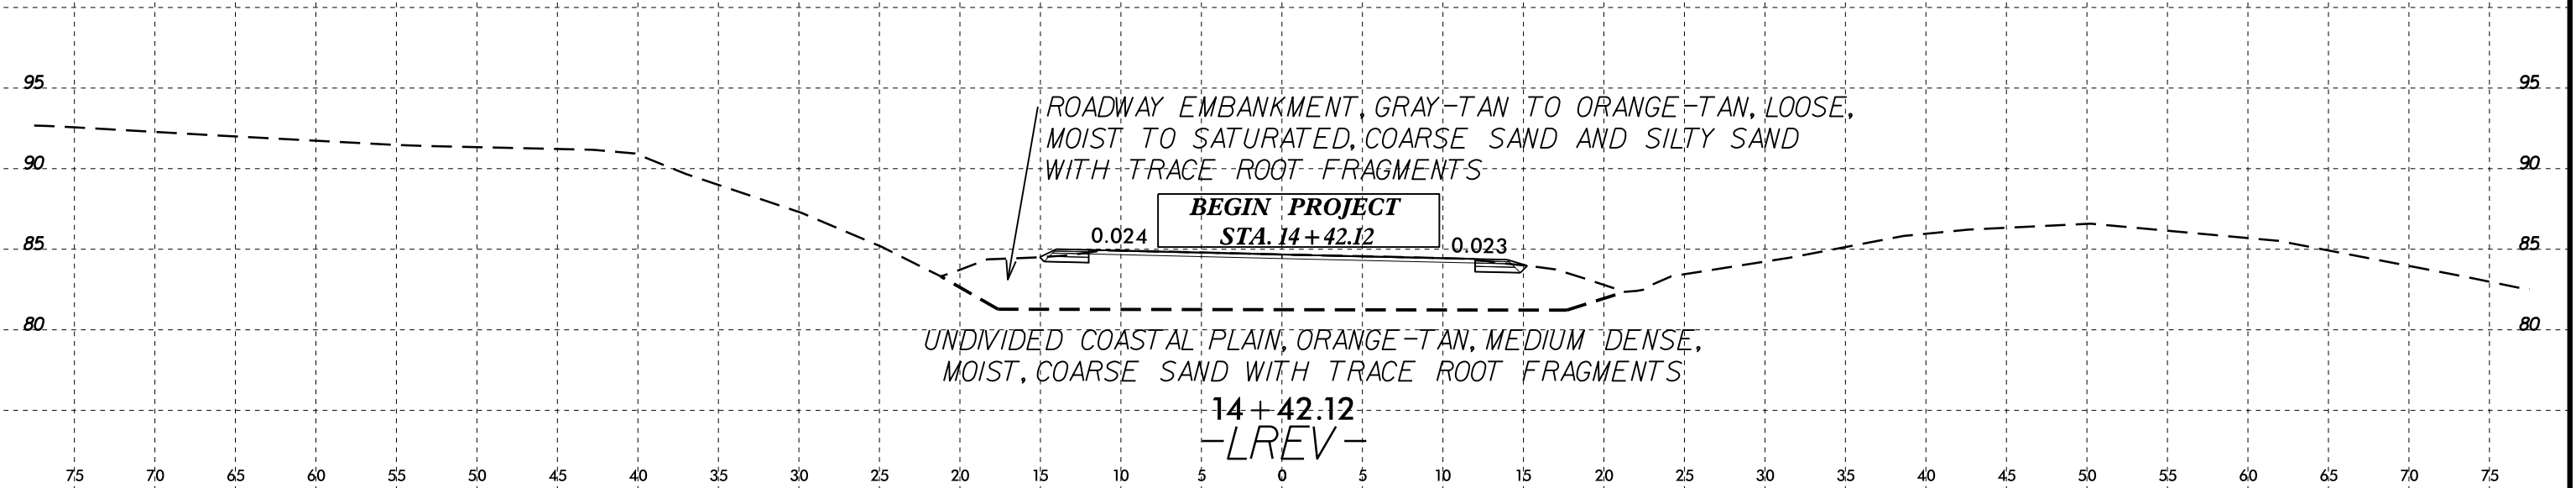 95 95
ROADWAY EMBANKMENT, GRAY-TAN TO ORANGE-TAN, LOOSE,
MOIST TO SATURATED, COARSE SAND AND SILTY SAND
90 90
WITH TRACE ROOT FRAGMENTS
BEGIN PROJECT
STA. 14+42.12
0.024 0.023
85 85
80 80
UNDIVIDED COASTAL PLAIN, ORANGE-TAN, MEDIUM DENSE,
MOIST, COARSE SAND WITH TRACE ROOT FRAGMENTS
14+42.12
-LREV-
75 70 65 60 55 50 45 40 35 30 25 20 15 10 5 0 5 10 15 20 25 30 35 40 45 50 55 60 65 70 75